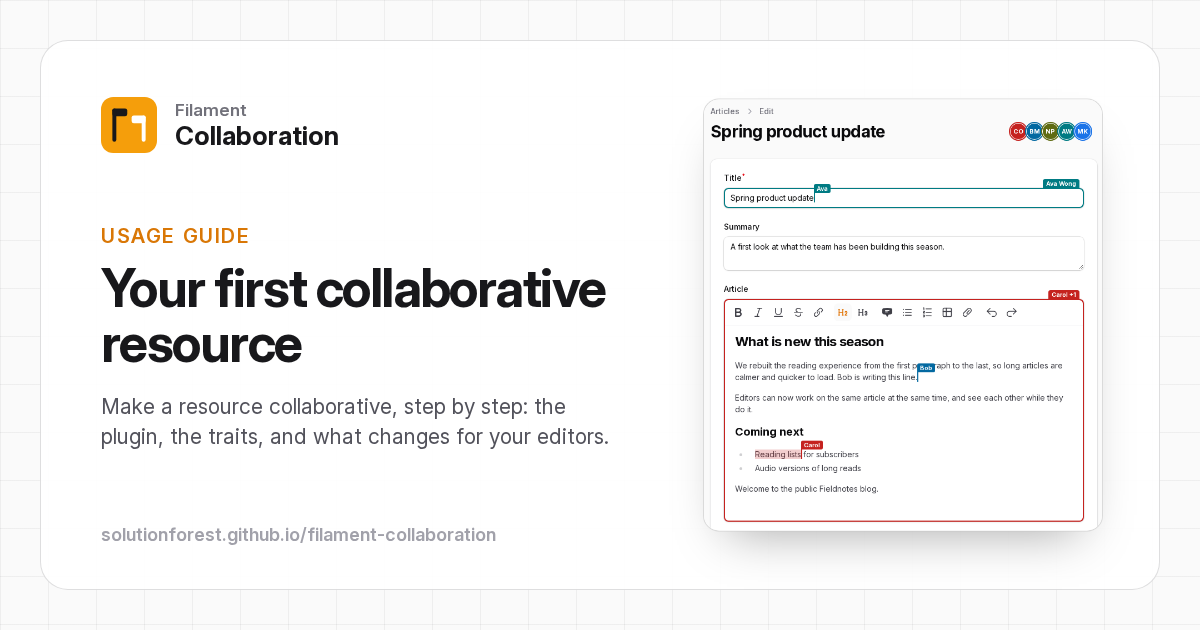 Filament
Collaboration
USAGE GUIDE
Your first collaborative
resource
Make a resource collaborative, step by step: the
plugin, the traits, and what changes for your editors.
solutionforest.github.io/filament-collaboration
Articles > Edit
Spring product update
CO BM NP AW MK
Title*
Ava Wong
Ava
Spring product update
Summary
A first look at what the team has been building this season.
Article
Carol +1
B I U S H2 H3
What is new this season
We rebuilt the reading experience from the first p aph to the last, so long articles are
Bob
calmer and quicker to load. Bob is writing this line.
Editors can now work on the same article at the same time, and see each other while they
do it.
Coming next
Carol
Reading lists for subscribers
Audio versions of long reads
Welcome to the public Fieldnotes blog.